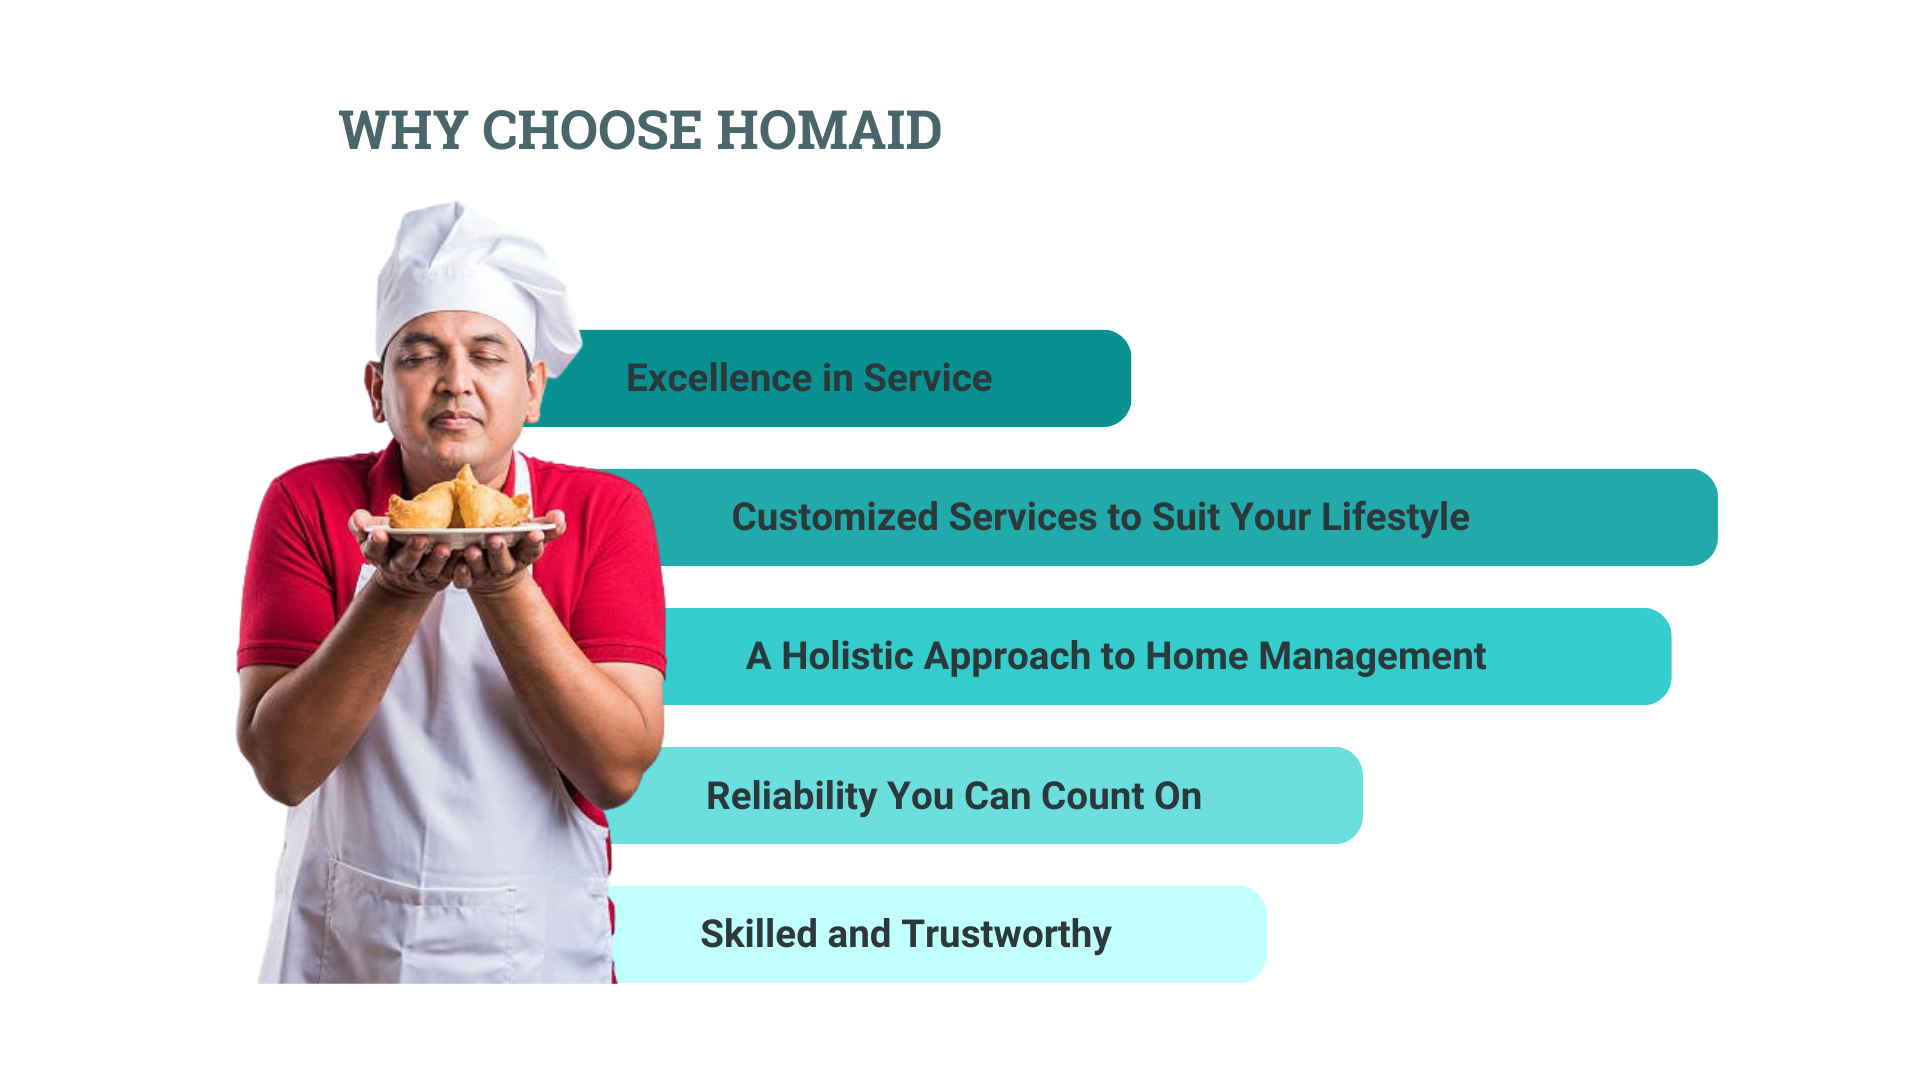 WHY CHOOSE HOMAID
Excellence in Service
Customized Services to Suit Your Lifestyle
A Holistic Approach to Home Management
Reliability You Can Count On
Skilled and Trustworthy